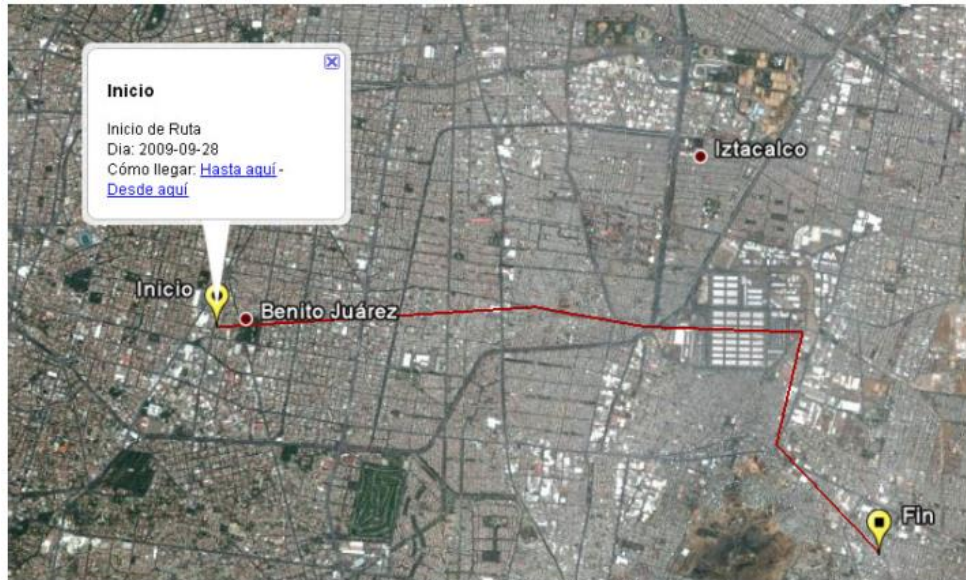 Inicio
Inicio de Ruta
Dia: 2009-09-28
Cómo llegar: Hasta aquí -
Desde aquí
Iztacalco
Inicio
Benito Juárez
Fin